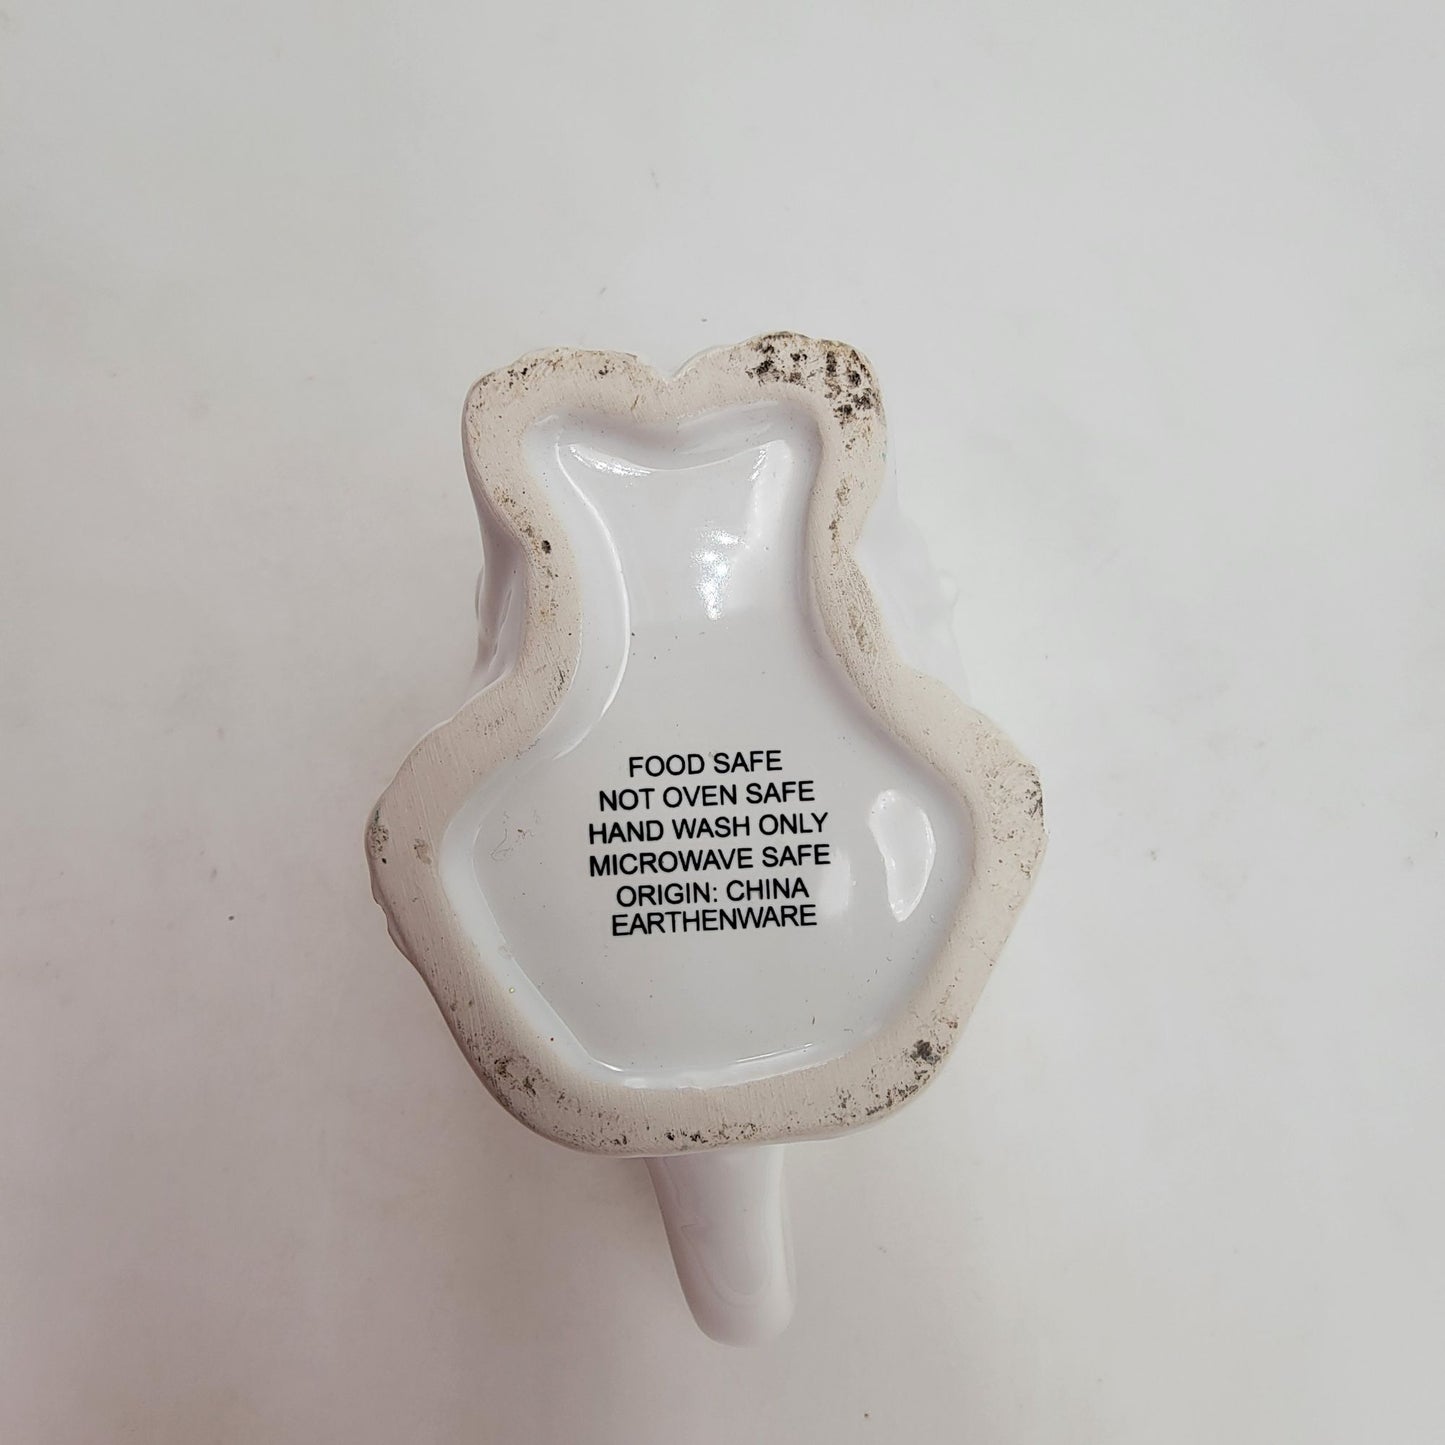 FOOD SAFE
NOT OVEN SAFE
HAND WASH ONLY
MICROWAVE SAFE
ORIGIN: CHINA
EARTHENWARE